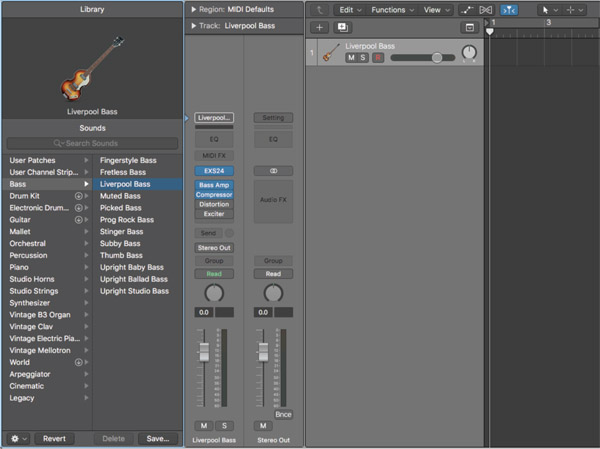 Library
Liverpool Bass
Sounds
Search Sounds
User Patches
User Channel Strip...
Bass
Drum Kit
Electronic Drum...
Guitar
Mallet
Orchestral
Percussion
Piano
Studio Horns
Studio Strings
Synthesizer
Vintage B3 Organ
Vintage Clav
Vintage Electric Pia...
Vintage Mellotron
World
Arpeggiator
Cinematic
Legacy
Fingerstyle Bass
Fretless Bass
Liverpool Bass
Muted Bass
Picked Bass
Prog Rock Bass
Stinger Bass
Subby Bass
Thumb Bass
Upright Baby Bass
Upright Ballad Bass
Upright Studio Bass
Revert
Delete
Save...
Region: MIDI Defaults
Track: Liverpool Bass
Liverpool...
EQ
MIDI FX
EXS24
Bass Amp
Compressor
Distortion
Exciter
Send
Stereo Out
Group
Read
0.0
M S
Liverpool Bass
Setting
EQ
Audio FX
Group
Read
0.0
Bnce
M
Stereo Out
Edit Functions View
1 3
1 Liverpool Bass
M S R